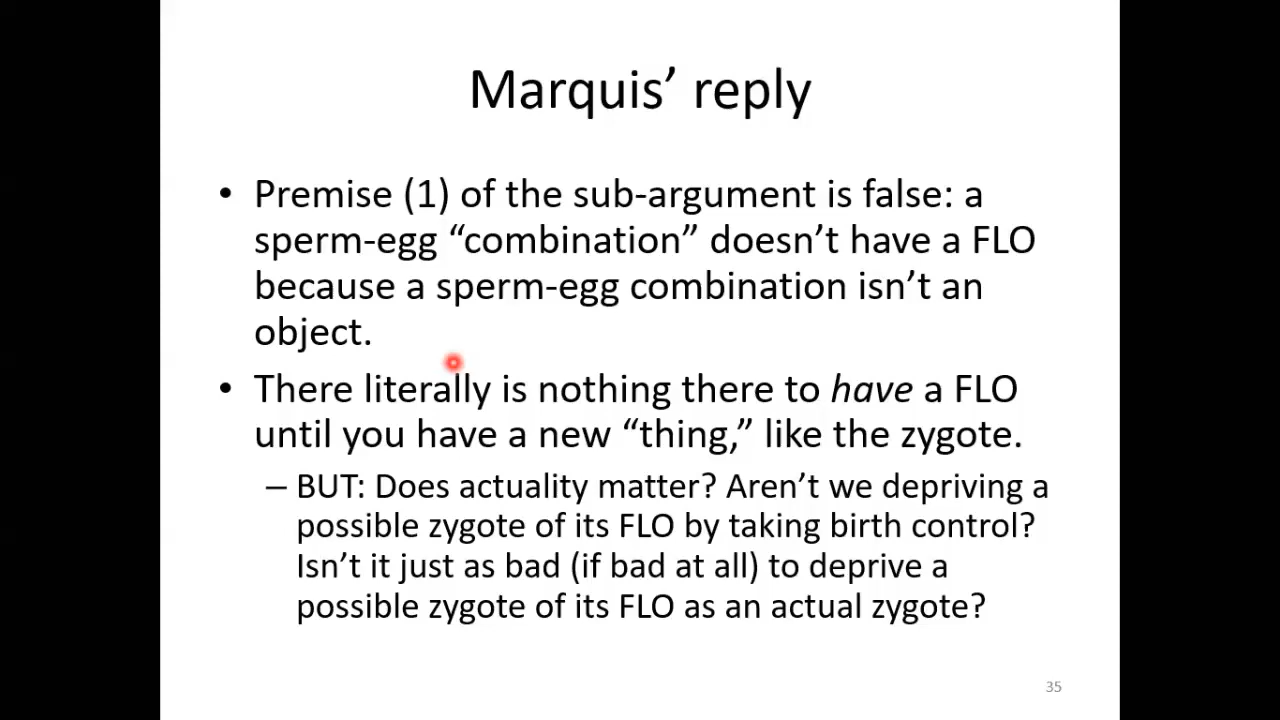 Marquis’ reply
• Premise (1) of the sub-argument is false: a
sperm-egg “combination” doesn’t have a FLO
because a sperm-egg combination isn’t an
object.
• There literally is nothing there to have a FLO
until you have a new “thing,” like the zygote.
– BUT: Does actuality matter? Aren’t we depriving a
possible zygote of its FLO by taking birth control?
Isn’t it just as bad (if bad at all) to deprive a
possible zygote of its FLO as an actual zygote?
35